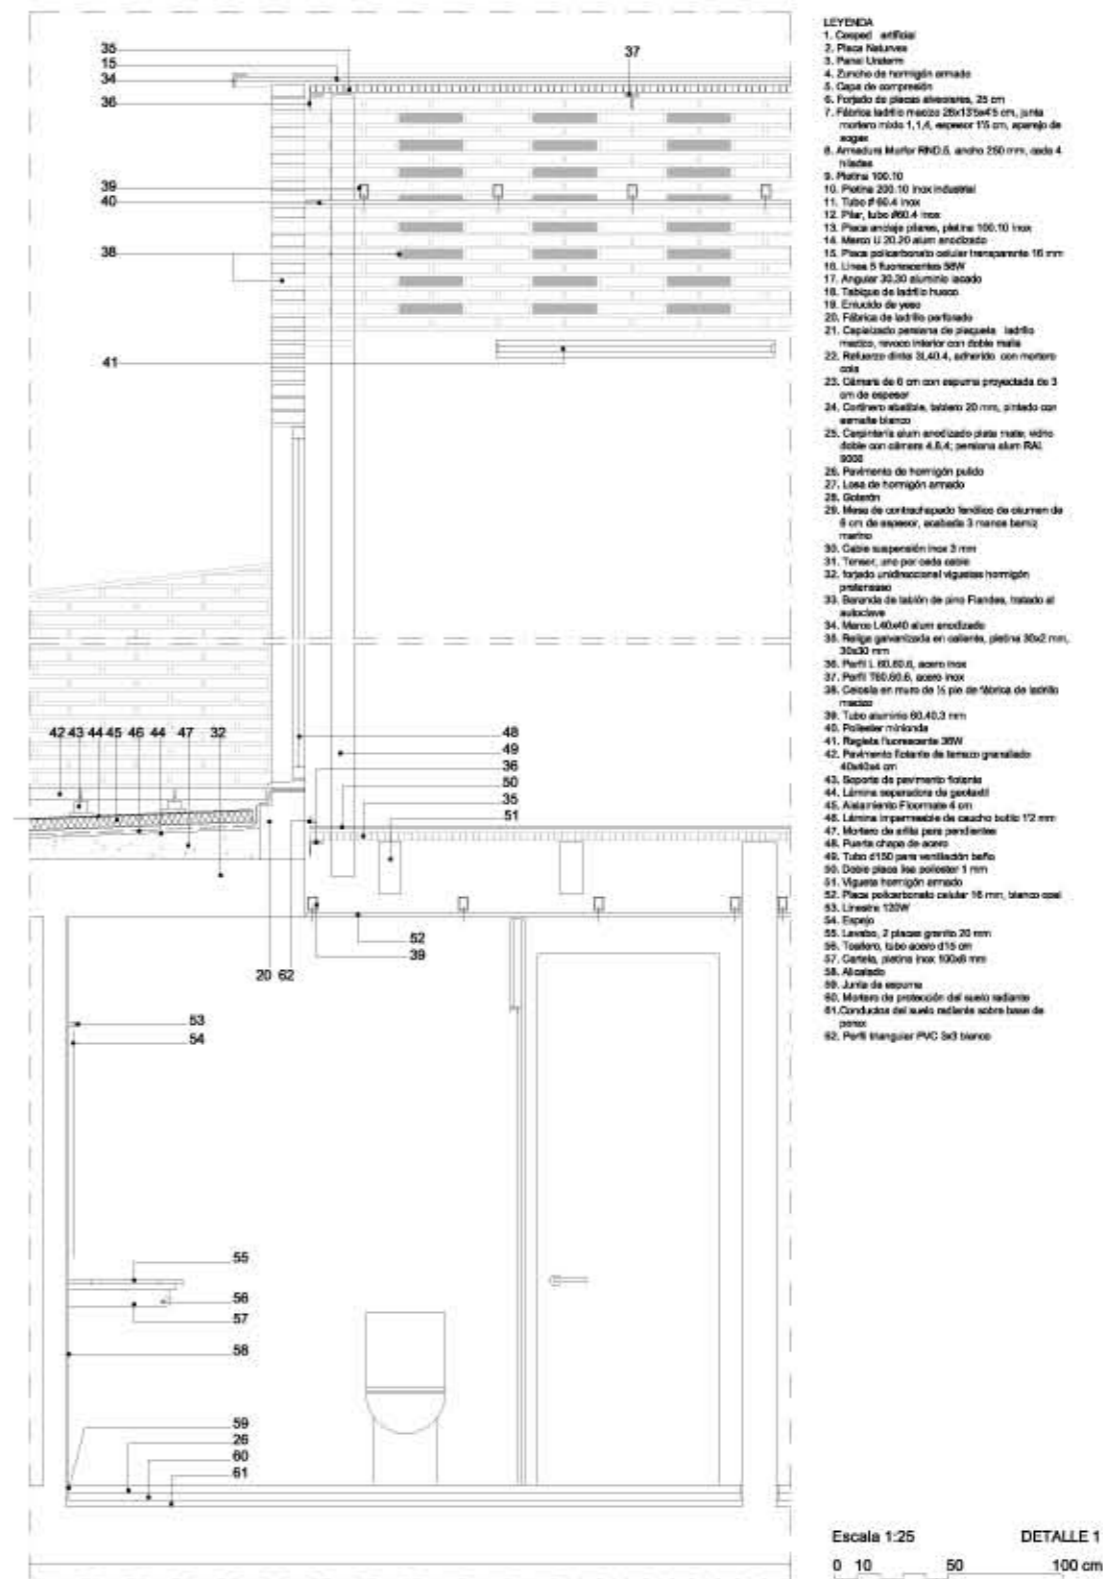 35
15
34
36
37
39
40
38
41
42 43 44 45 46 44 47 32
48
49
36
50
35
51
52
39
20 62
53
54
55
56
57
58
59
26
60
61
LEYENDA
1. Cesped artificial
2. Placa Naturvex
3. Panel
4. Zuncho de hormigón armado
5. Capa de compresión
6. Forjado de placas alveolares, 25 cm
7. Fábrica ladrillo macizo cm, junta
mortero mixto 1,1,4, espesor 1'5 cm, aparejo de
sogas
8. Armadura Murfor RND.5, ancho 250 mm, cada 4
hiladas
9. Pletina 100.10
10. Pletina 200.10 inox industrial
11. Tubo Ø 60.4 inox
12. Pilar, tubo Ø60.4 inox
13. Placa anclaje pilares, pletina 100.10 inox
14. Marco U 20.20 alum anodizado
15. Placa policarbonato celular transparente 16 mm
16. Linea 5 fluorescentes 58W
17. Angular 30.30 aluminio lacado
18. Tabique de ladrillo hueco
19. Enlucido de yeso
20. Fábrica de ladrillo perforado
21. Capialzado persiana de plaqueta ladrillo
macizo, revoco interior con doble malla
22. Refuerzo dintel 3L40.4, adherido con mortero
cola
23. Cámara de 6 cm con espuma proyectada de 3
cm de espesor
24. Cortinero abatible, tablero 20 mm, pintado con
esmalte blanco
25. Carpintería alum anodizado plata mate; vidrio
doble con cámara 4.6.4; persiana alum RAL
9006
26. Pavimento de hormigón pulido
27. Losa de hormigón armado
28. Goterón
29. Mesa de contrachapado fenólico de okumen de
6 cm de espesor, acabada 3 manos barniz
marino
30. Cable suspensión inox 3 mm
31. Tensor, uno por cada cable
32. forjado unidireccional viguetas hormigón
pretensado
33. Baranda de tablón de pino Flandes, tratado al
autoclave
34. Marco L40x40 alum anodizado
35. Religa galvanizada en caliente, pletina 30x2 mm,
30x30 mm
36. Perfil L 60.60.6, acero inox
37. Perfil T60.60.6, acero inox
38. Celosía en muro de ½ pie de fábrica de ladrillo
macizo
39. Tubo aluminio 60.40.3 mm
40. Poliester minionda
41. Regleta fluorescente 36W
42. Pavimento flotante de terrazo granallado
40x40x4 cm
43. Soporte de pavimento flotante
44. Lámina separadora de geotextil
45. Aislamiento Floormate 4 cm
46. Lámina impermeable de caucho butilo 1'2 mm
47. Mortero de arlita para pendientes
48. Puerta chapa de acero
49. Tubo d150 para ventilación baño
50. Doble placa lisa poliester 1 mm
51. Vigueta hormigón armado
52. Placa policarbonato celular 16 mm, blanco opal
53. Linestra 120W
54. Espejo
55. Lavabo, 2 placas granito 20 mm
56. Toallero, tubo acero d15 cm
57. Cartela, pletina inox 100x8 mm
58. Alicatado
59. Junta de espuma
60. Mortero de protección del suelo radiante
61.Conductos del suelo radiante sobre base de
porex
62. Perfil triangular PVC 3x3 blanco
Escala 1:25 DETALLE 1
0 10 50 100 cm